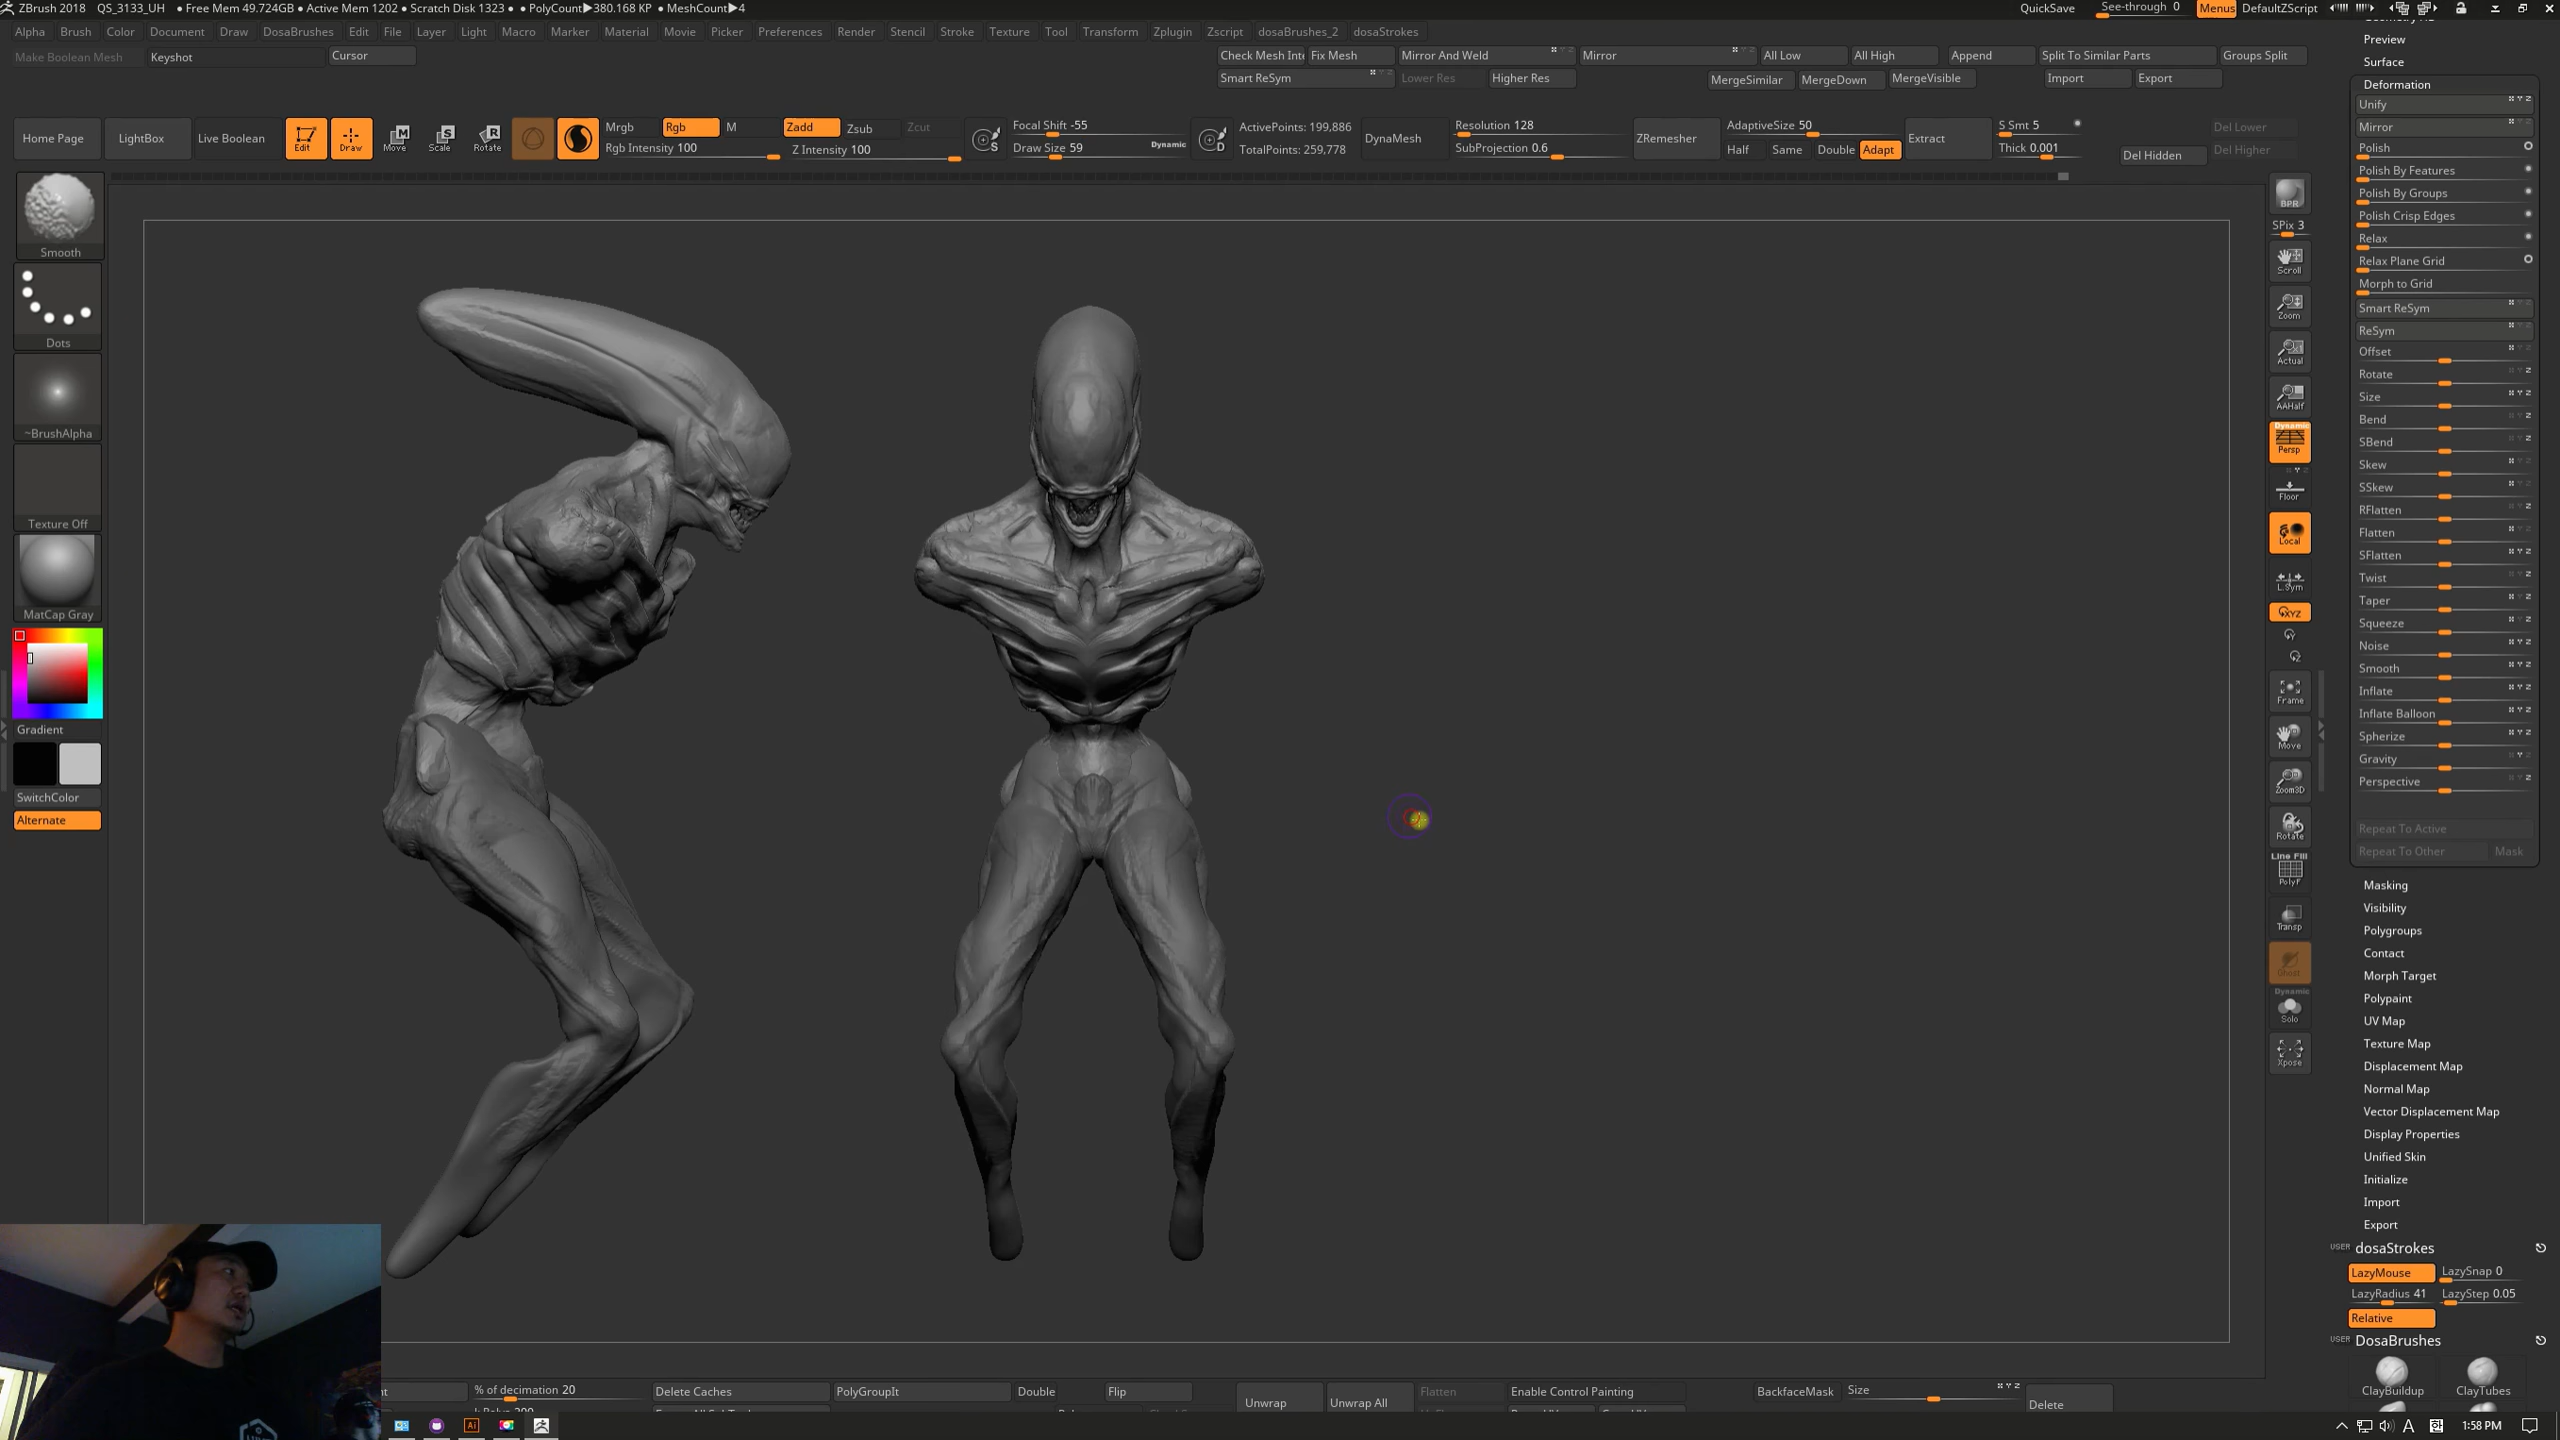 ZBrush 2018 QS_3133_UH ● Free Mem 49.724GB ● Active Mem 1202 ● Scratch Disk 1323 ● ● PolyCount▶380.168 KP ● MeshCount▶4 QuickSave See-through 0 Menus DefaultZScript
Alpha Brush Color Document Draw DosaBrushes Edit File Layer Light Macro Marker Material Movie Picker Preferences Render Stencil Stroke Texture Tool Transform Zplugin Zscript dosaBrushes_2 dosaStrokes
Make Boolean Mesh Keyshot Cursor Check Mesh Int Fix Mesh Mirror And Weld Mirror All Low All High Append Split To Similar Parts Groups Split
Smart ReSym Lower Res Higher Res MergeSimilar MergeDown MergeVisible Import Export
Home Page LightBox Live Boolean Edit Draw Move Scale Rotate
Mrgb Rgb M Zadd Zsub Zcut
Rgb Intensity 100 Z Intensity 100
Focal Shift -55
Draw Size 59 Dynamic
ActivePoints: 199,886
TotalPoints: 259,778
DynaMesh
Resolution 128
SubProjection 0.6
ZRemesher
AdaptiveSize 50
Half Same Double Adapt
Extract
S Smt 5
Thick 0.001
Del Hidden
Del Lower
Del Higher
Smooth
Dots
~BrushAlpha
Texture Off
MatCap Gray
Gradient
SwitchColor
Alternate
BPR
SPix 3
Scroll
Zoom
Actual
AAHalf
Dynamic
Persp
Floor
Local
L.Sym
XYZ
Frame
Move
Zoom3D
Rotate
Line Fill
PolyF
Transp
Ghost
Dynamic
Solo
Xpose
Preview
Surface
Deformation
Unify
Mirror
Polish
Polish By Features
Polish By Groups
Polish Crisp Edges
Relax
Relax Plane Grid
Morph to Grid
Smart ReSym
ReSym
Offset
Rotate
Size
Bend
SBend
Skew
SSkew
RFlatten
Flatten
SFlatten
Twist
Taper
Squeeze
Noise
Smooth
Inflate
Inflate Balloon
Spherize
Gravity
Perspective
Repeat To Active
Repeat To Other Mask
Masking
Visibility
Polygroups
Contact
Morph Target
Polypaint
UV Map
Texture Map
Displacement Map
Normal Map
Vector Displacement Map
Display Properties
Unified Skin
Initialize
Import
Export
USER dosaStrokes
LazyMouse LazySnap 0
LazyRadius 41 LazyStep 0.05
Relative
USER DosaBrushes
ClayBuildup ClayTubes
% of decimation 20 Delete Caches PolyGroupIt Double Flip Unwrap Unwrap All Flatten Enable Control Painting BackfaceMask Size Delete
Ai A 1:58 PM